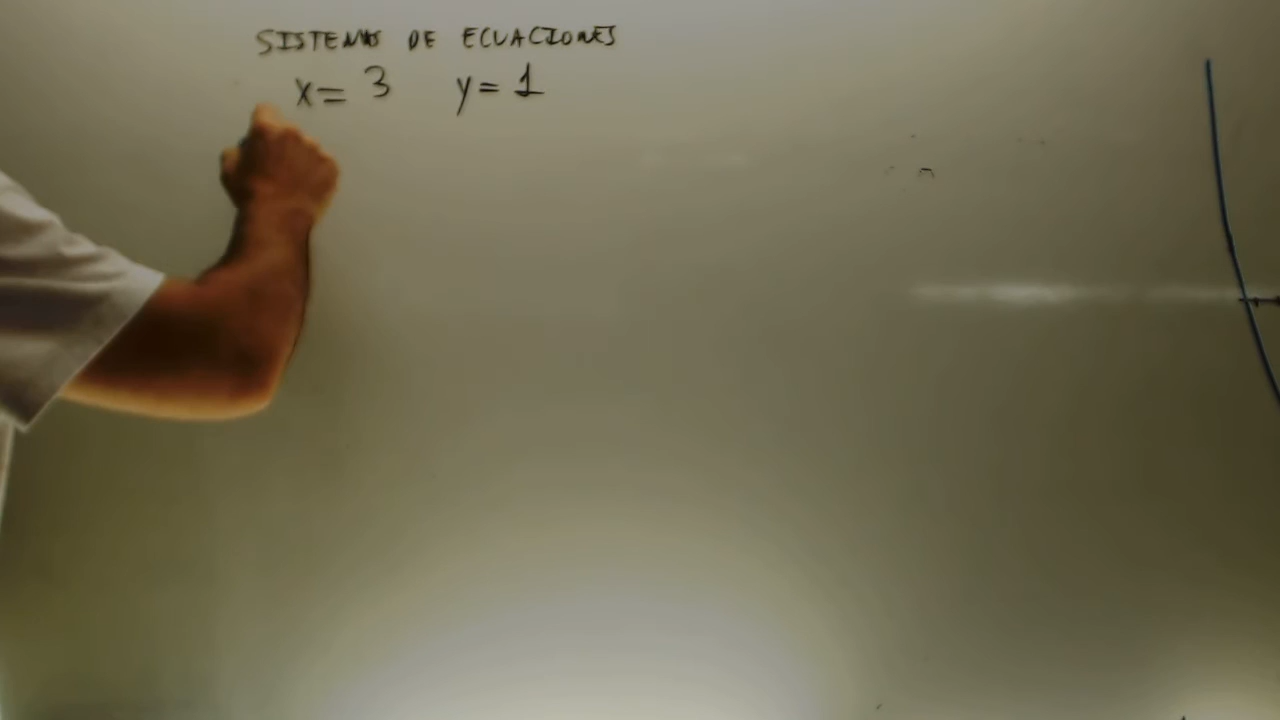 SISTEMAS DE ECUACIONES
x= 3 y= 1